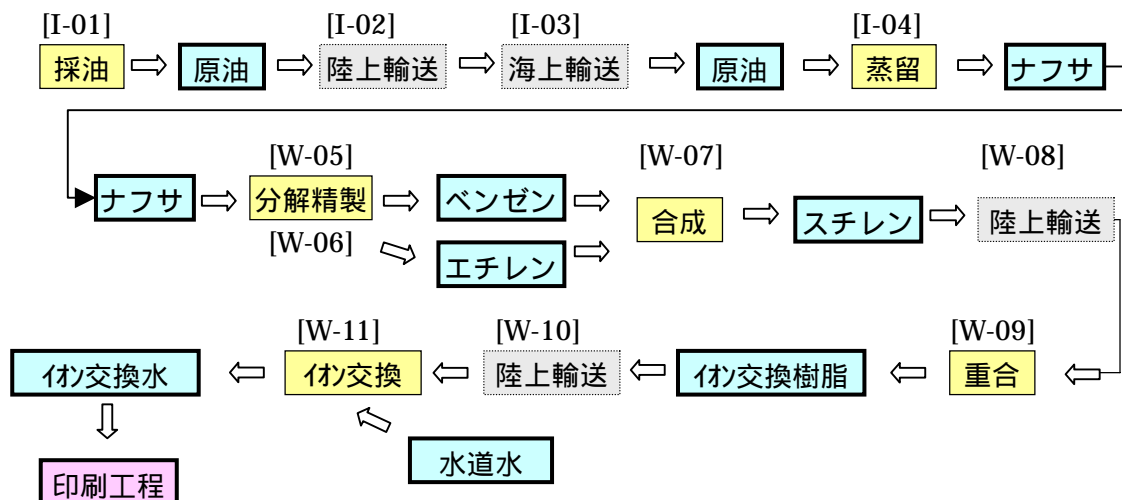 [I-01] [I-02] [I-03] [I-04]
採油 原油 陸上輸送 海上輸送 原油 蒸留 ナフサ
[W-05] [W-07] [W-08]
ナフサ 分解精製 ベンゼン 合成 スチレン 陸上輸送
[W-06] エチレン
[W-11] [W-10] [W-09]
イオン交換水 イオン交換 陸上輸送 イオン交換樹脂 重合
水道水
印刷工程